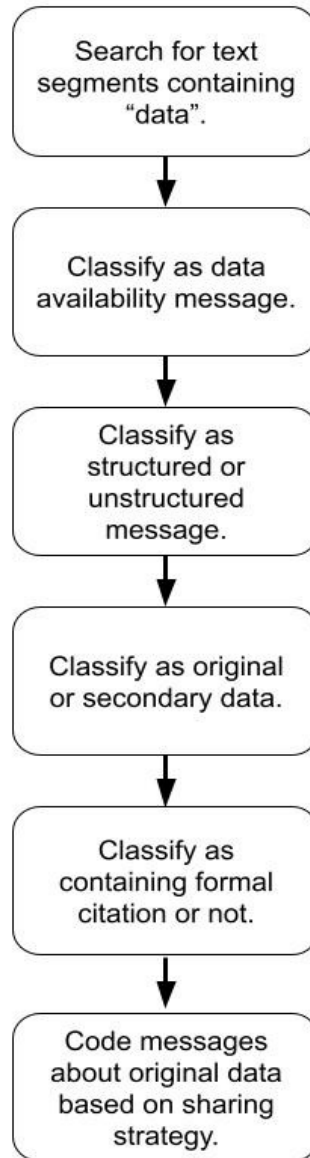 Search for text
segments containing
“data”.
Classify as data
availability message.
Classify as
structured or
unstructured
message.
Classify as original
or secondary data.
Classify as
containing formal
citation or not.
Code messages
about original data
based on sharing
strategy.